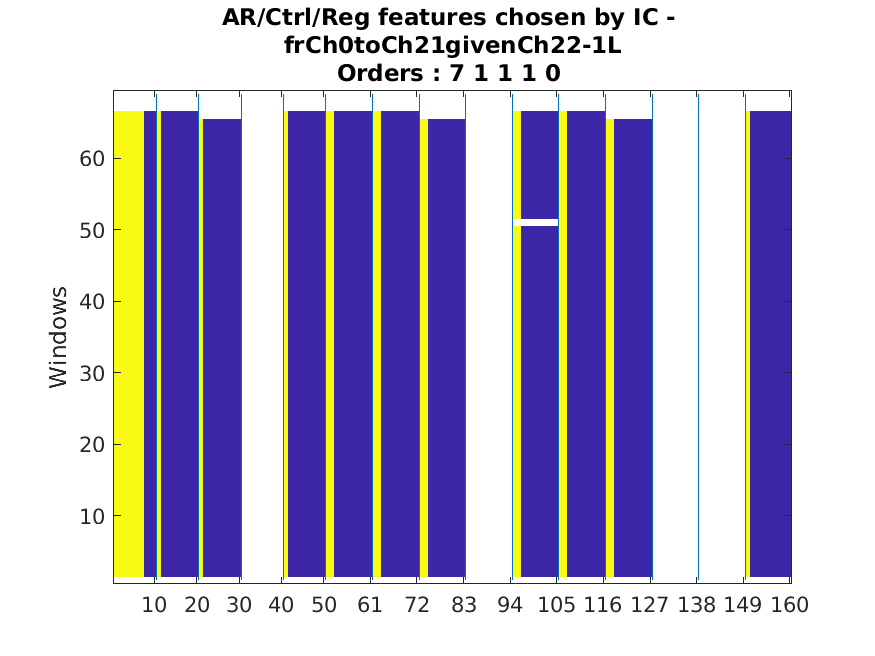 AR/Ctrl/Reg features chosen by IC -
frCh0toCh21givenCh22-1L
Orders : 7 1 1 1 0
Windows
60
50
40
30
20
10
10 20 30 40 50 61 72 83 94 105 116 127 138 149 160